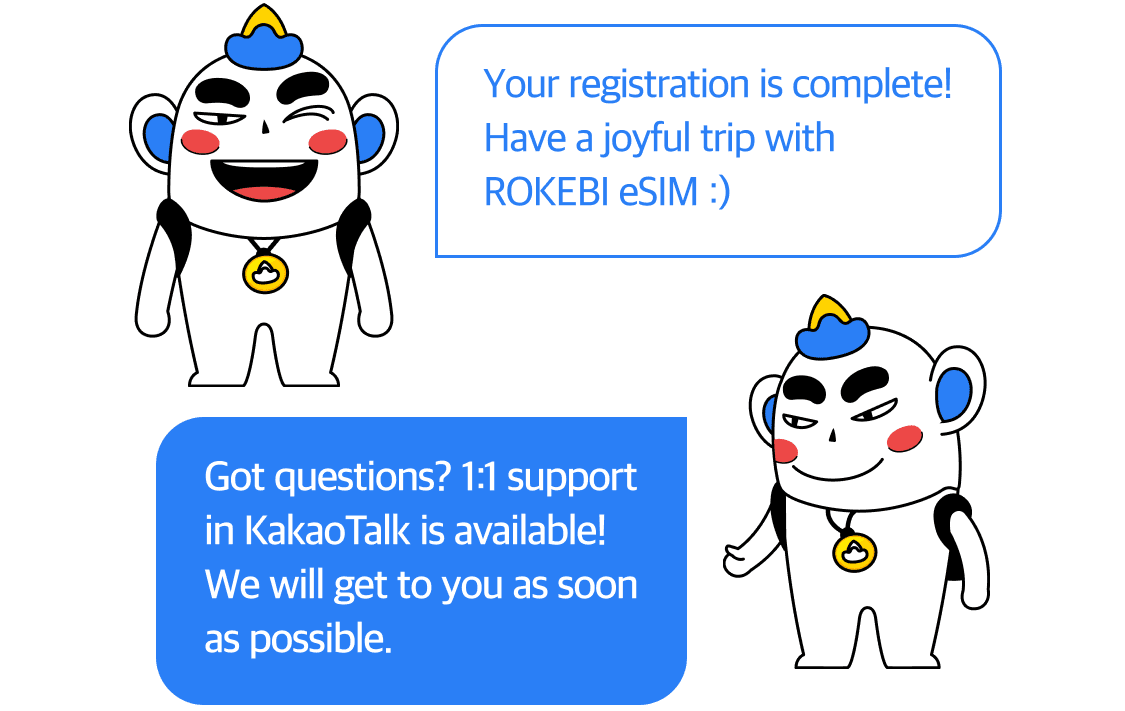 Your registration is complete!
Have a joyful trip with
ROKEBI eSIM :)
Got questions? 1:1 support
in KakaoTalk is available!
We will get to you as soon
as possible.